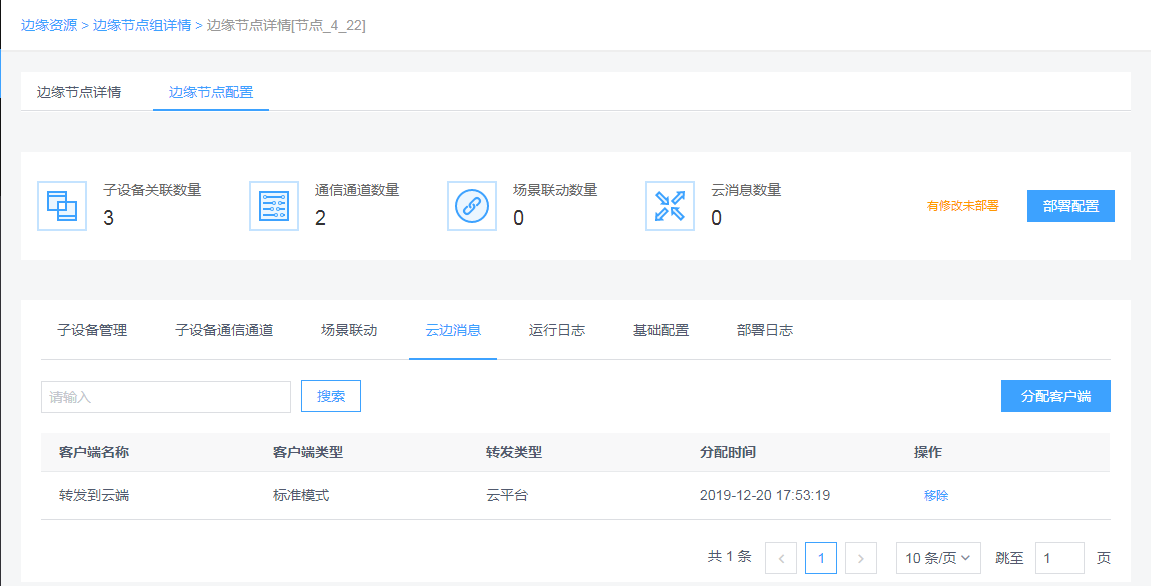 边缘资源 > 边缘节点组详情 > 边缘节点详情[节点_4_22]
边缘节点详情 边缘节点配置
子设备关联数量 通信通道数量 场景联动数量 云消息数量
3 2 0 0
有修改未部署 部署配置
子设备管理 子设备通信通道 场景联动 云边消息 运行日志 基础配置 部署日志
请输入 搜索 分配客户端
客户端名称 客户端类型 转发类型 分配时间 操作
转发到云端 标准模式 云平台 2019-12-20 17:53:19 移除
共 1 条 < 1 > 10 条/页 跳至 1 页